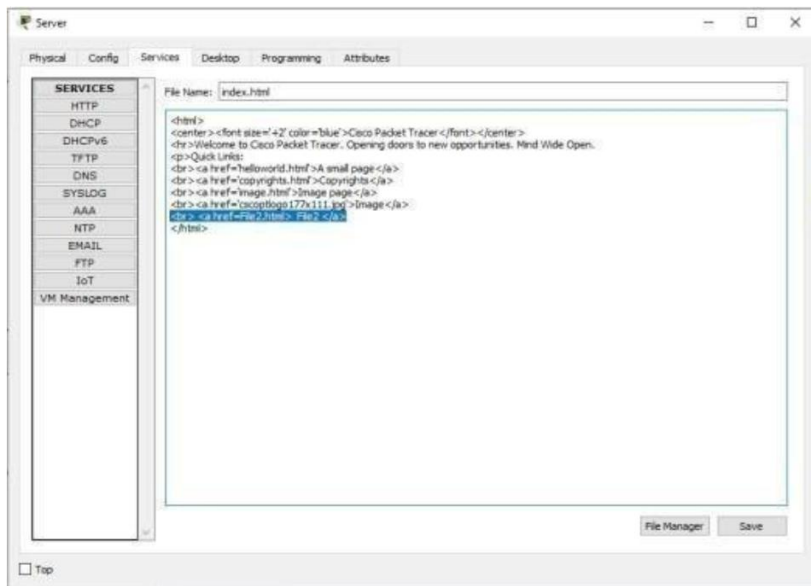 Server
Physical Config Services Desktop Programming Attributes
SERVICES
HTTP
DHCP
DHCPv6
TFTP
DNS
SYSLOG
AAA
NTP
EMAIL
FTP
IoT
VM Management
File Name: index.html
<html>
<center><font size='+2' color='blue'>Cisco Packet Tracer</font></center>
<hr>Welcome to Cisco Packet Tracer. Opening doors to new opportunities. Mind Wide Open.
<p>Quick Links:
<br><a href='helloworld.html'>A small page</a>
<br><a href='copyrights.html'>Copyrights</a>
<br><a href='image.html'>Image page</a>
<br><a href='cscoptlogo177x111.jpg'>Image</a>
<br> <a href=File2.html> File2 </a>
</html>
File Manager Save
Top